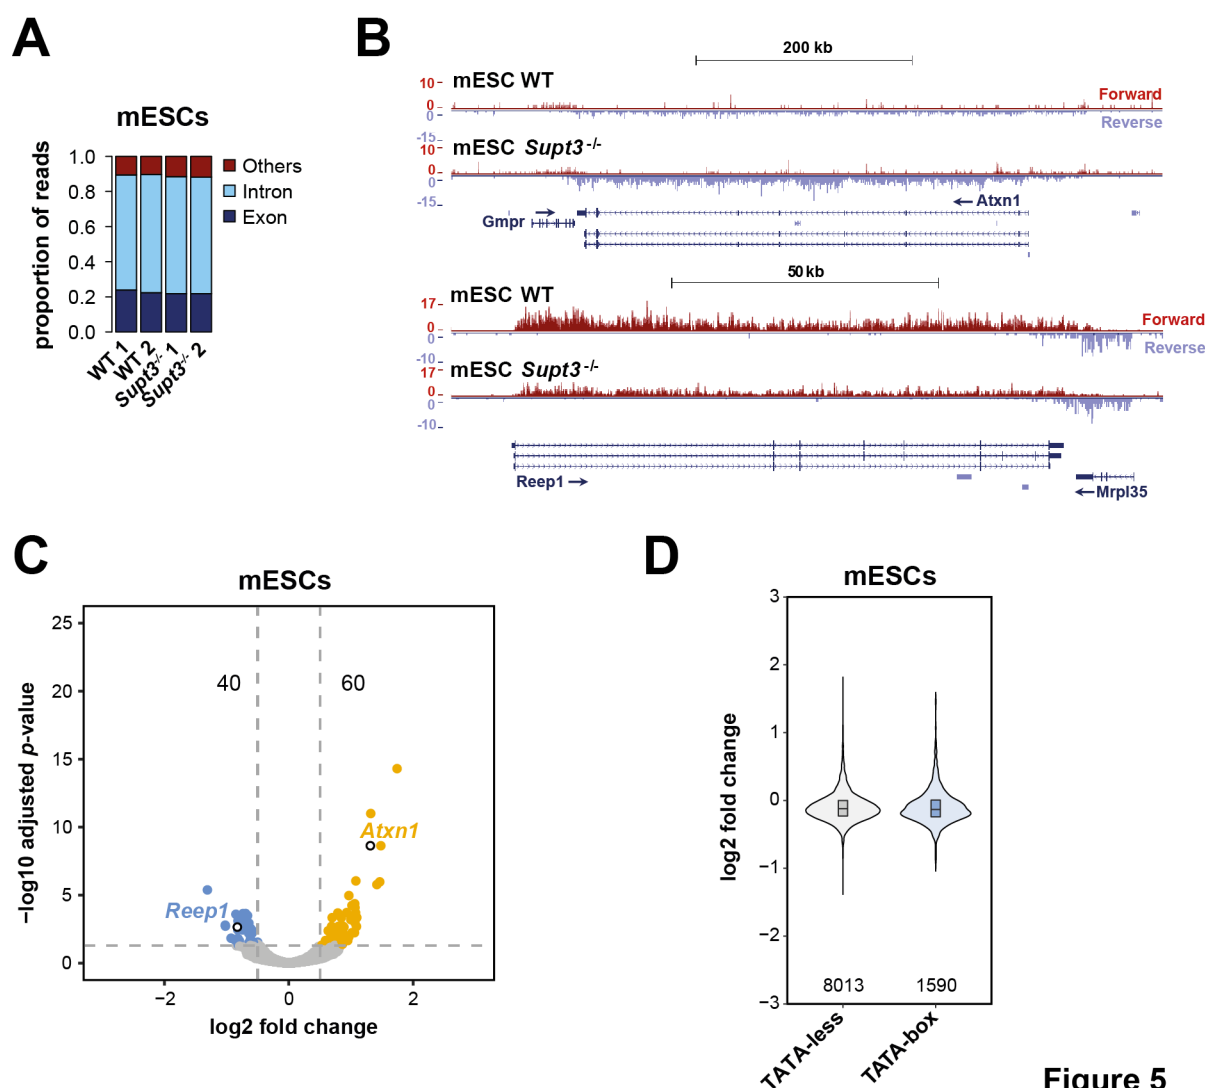 A
mESCs
proportion of reads
1.0
0.8
0.6
0.4
0.2
0.0
Others
Intron
Exon
WT 1
WT 2
Supt3-/- 1
Supt3-/- 2
B
200 kb
mESC WT
10
0
0
-15
Forward
Reverse
mESC Supt3-/-
10
0
0
-15
Atxn1
Gmpr
50 kb
mESC WT
17
0
0
-10
Forward
Reverse
mESC Supt3-/-
17
0
0
-10
Reep1
Mrpl35
C
mESCs
−log10 adjusted p-value
25
20
15
10
5
0
40
60
Atxn1
Reep1
−2
0
2
log2 fold change
D
mESCs
log2 fold change
3
2
1
0
−1
−2
−3
8013
1590
TATA-less
TATA-box
Figure 5